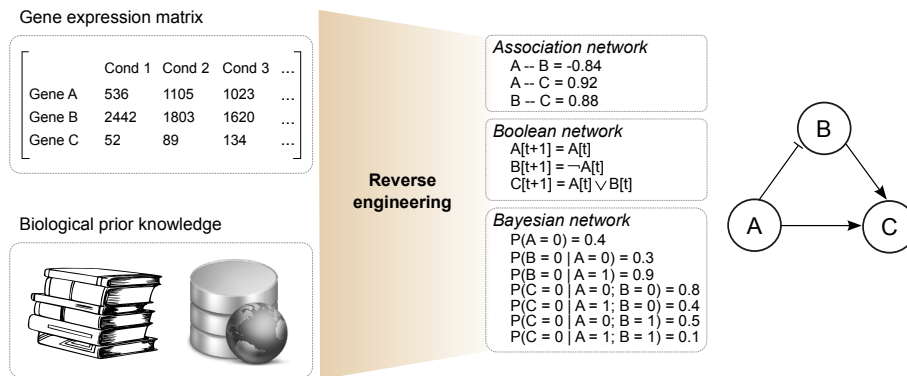 Gene expression matrix
Cond 1 Cond 2 Cond 3 ...
Gene A 536 1105 1023 ...
Gene B 2442 1803 1620 ...
Gene C 52 89 134 ...
Biological prior knowledge
Reverse
engineering
Association network
A -- B = -0.84
A -- C = 0.92
B -- C = 0.88
Boolean network
A[t+1] = A[t]
B[t+1] = ¬A[t]
C[t+1] = A[t] ∨ B[t]
Bayesian network
P(A = 0) = 0.4
P(B = 0 | A = 0) = 0.3
P(B = 0 | A = 1) = 0.9
P(C = 0 | A = 0; B = 0) = 0.8
P(C = 0 | A = 1; B = 0) = 0.4
P(C = 0 | A = 0; B = 1) = 0.5
P(C = 0 | A = 1; B = 1) = 0.1
B
A
C